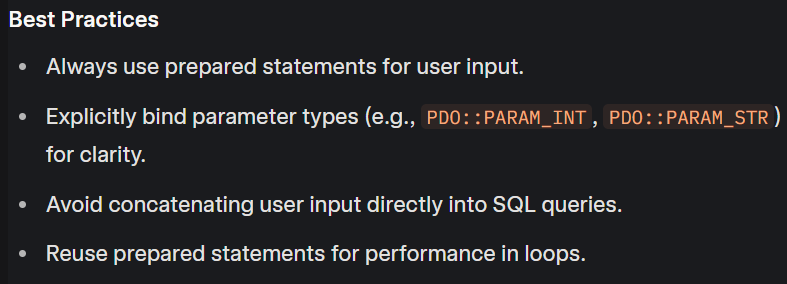 Best Practices
• Always use prepared statements for user input.
• Explicitly bind parameter types (e.g., PDO::PARAM_INT, PDO::PARAM_STR)
for clarity.
• Avoid concatenating user input directly into SQL queries.
• Reuse prepared statements for performance in loops.